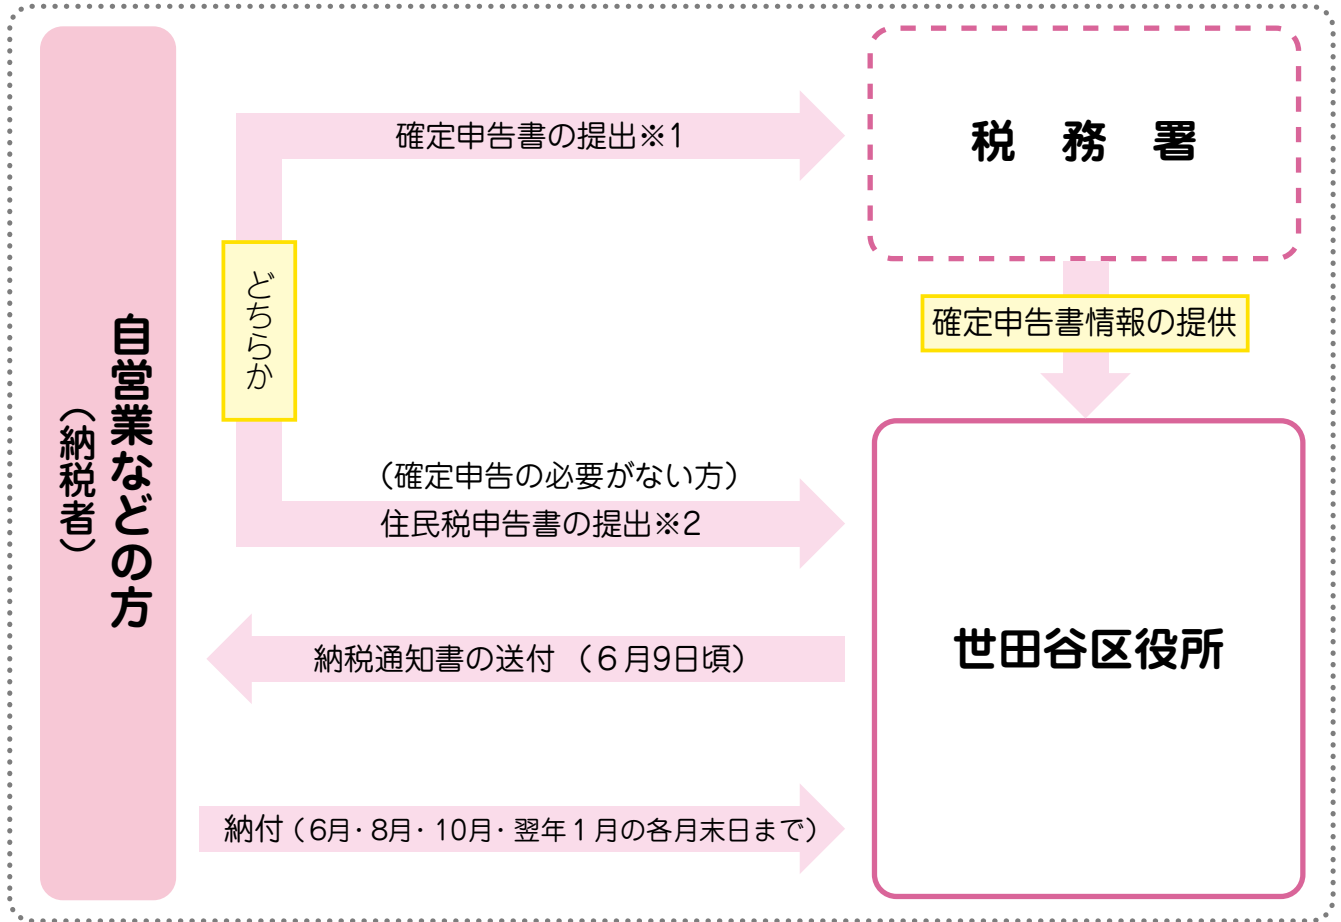 自営業などの方
（納税者）
確定申告書の提出※1
税務署
どちらか
確定申告書情報の提供
（確定申告の必要がない方）
住民税申告書の提出※2
納税通知書の送付 （６月9日頃）
世田谷区役所
納付（6月・8月・10月・翌年１月の各月末日まで）